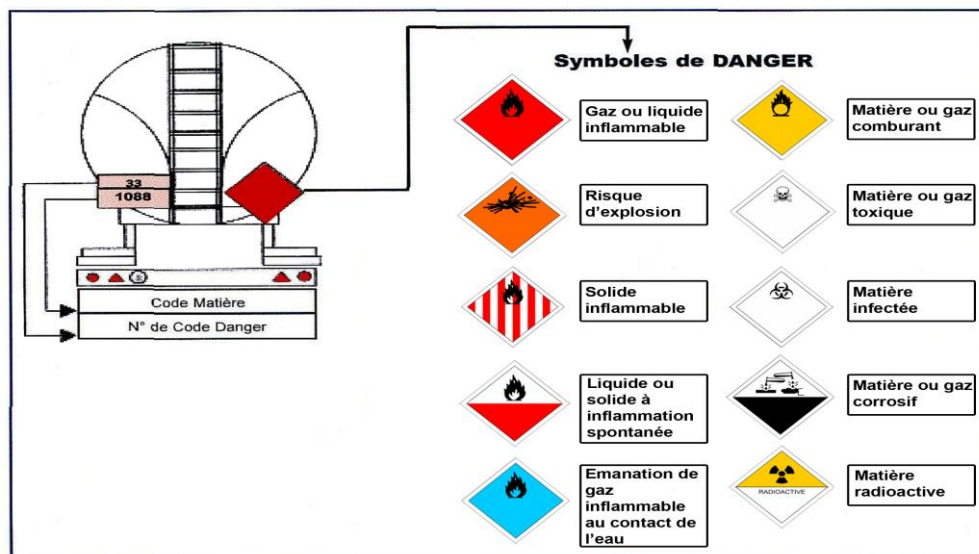 Symboles de DANGER
33
1088
Code Matière
N° de Code Danger
Gaz ou liquide
inflammable
Risque
d'explosion
Solide
inflammable
Liquide ou
solide à
inflammation
spontanée
Emanation de
gaz
inflammable
au contact de
l'eau
Matière ou gaz
comburant
Matière ou gaz
toxique
Matière
infectée
Matière ou gaz
corrosif
RADIOACTIVE
Matière
radioactive